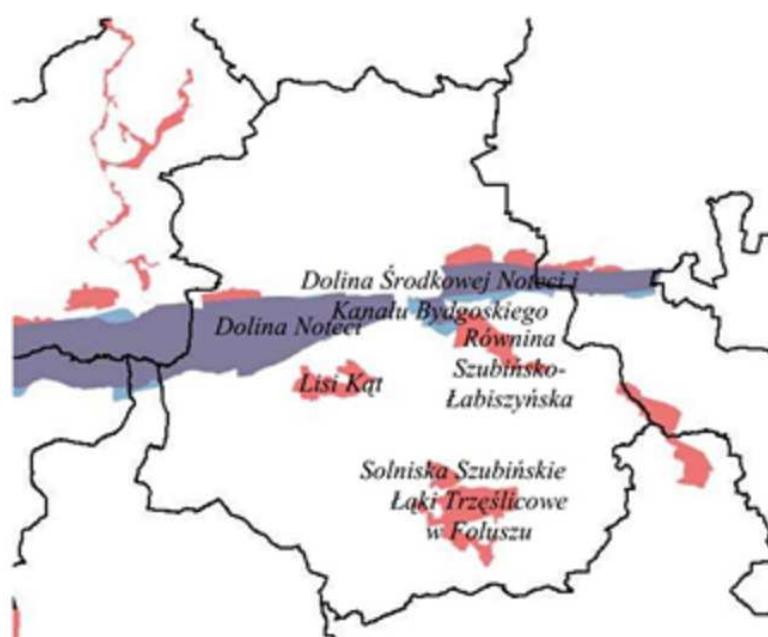 Dolina Środkowej Noteci i
Kanału Bydgoskiego
Dolina Noteci
Równina
Szubińsko-
Łabiszyńska
Lisi Kąt
Solniska Szubińskie
Łąki Trzęślicowe
w Foluszu